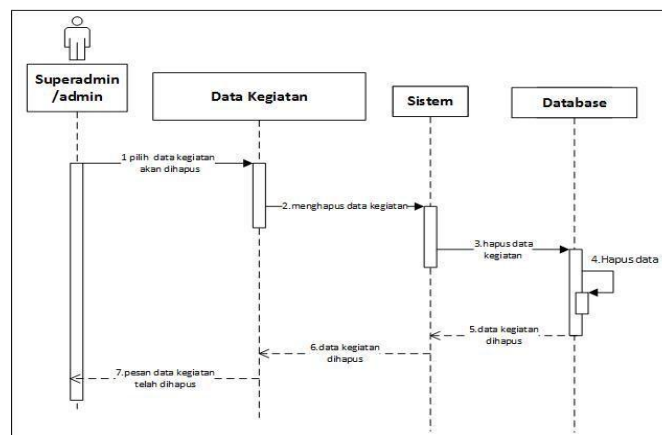 Superadmin
/admin
Data Kegiatan
Sistem
Database
1 pilih data kegiatan
akan dihapus
2.menghapus data kegiatan
3.hapus data
kegiatan
4.Hapus data
5.data kegiatan
dihapus
6.data kegiatan
dihapus
7.pesan data kegiatan
telah dihapus